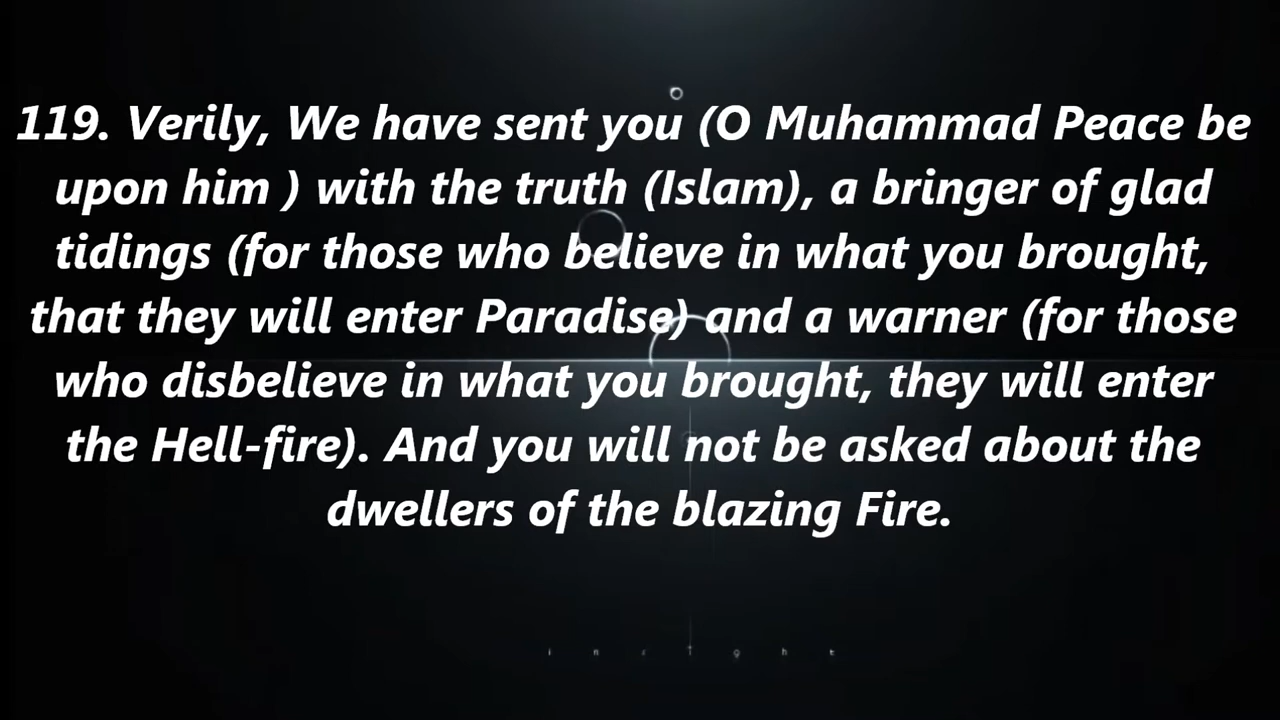 119. Verily, We have sent you (O Muhammad Peace be
upon him ) with the truth (Islam), a bringer of glad
tidings (for those who believe in what you brought,
that they will enter Paradise) and a warner (for those
who disbelieve in what you brought, they will enter
the Hell-fire). And you will not be asked about the
dwellers of the blazing Fire.